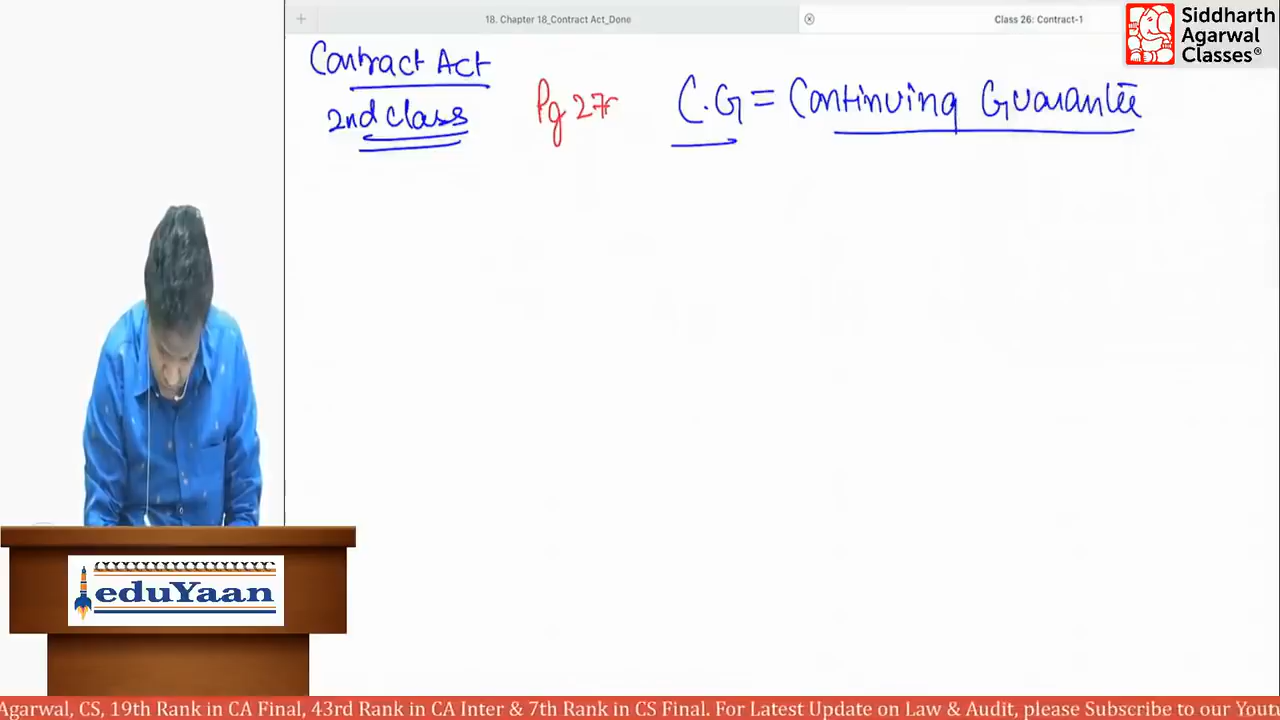 18. Chapter 18_Contract Act_Done
Class 26: Contract-1
Siddharth
Agarwal
Classes®
Contract Act
2nd Class
C.G = Continuing Guarantee
Pg
eduYaan
Agarwal, CS, 19th Rank in CA Final, 43rd Rank in CA Inter & 7th Rank in CS Final. For Latest Update on Law & Audit, please Subscribe to our